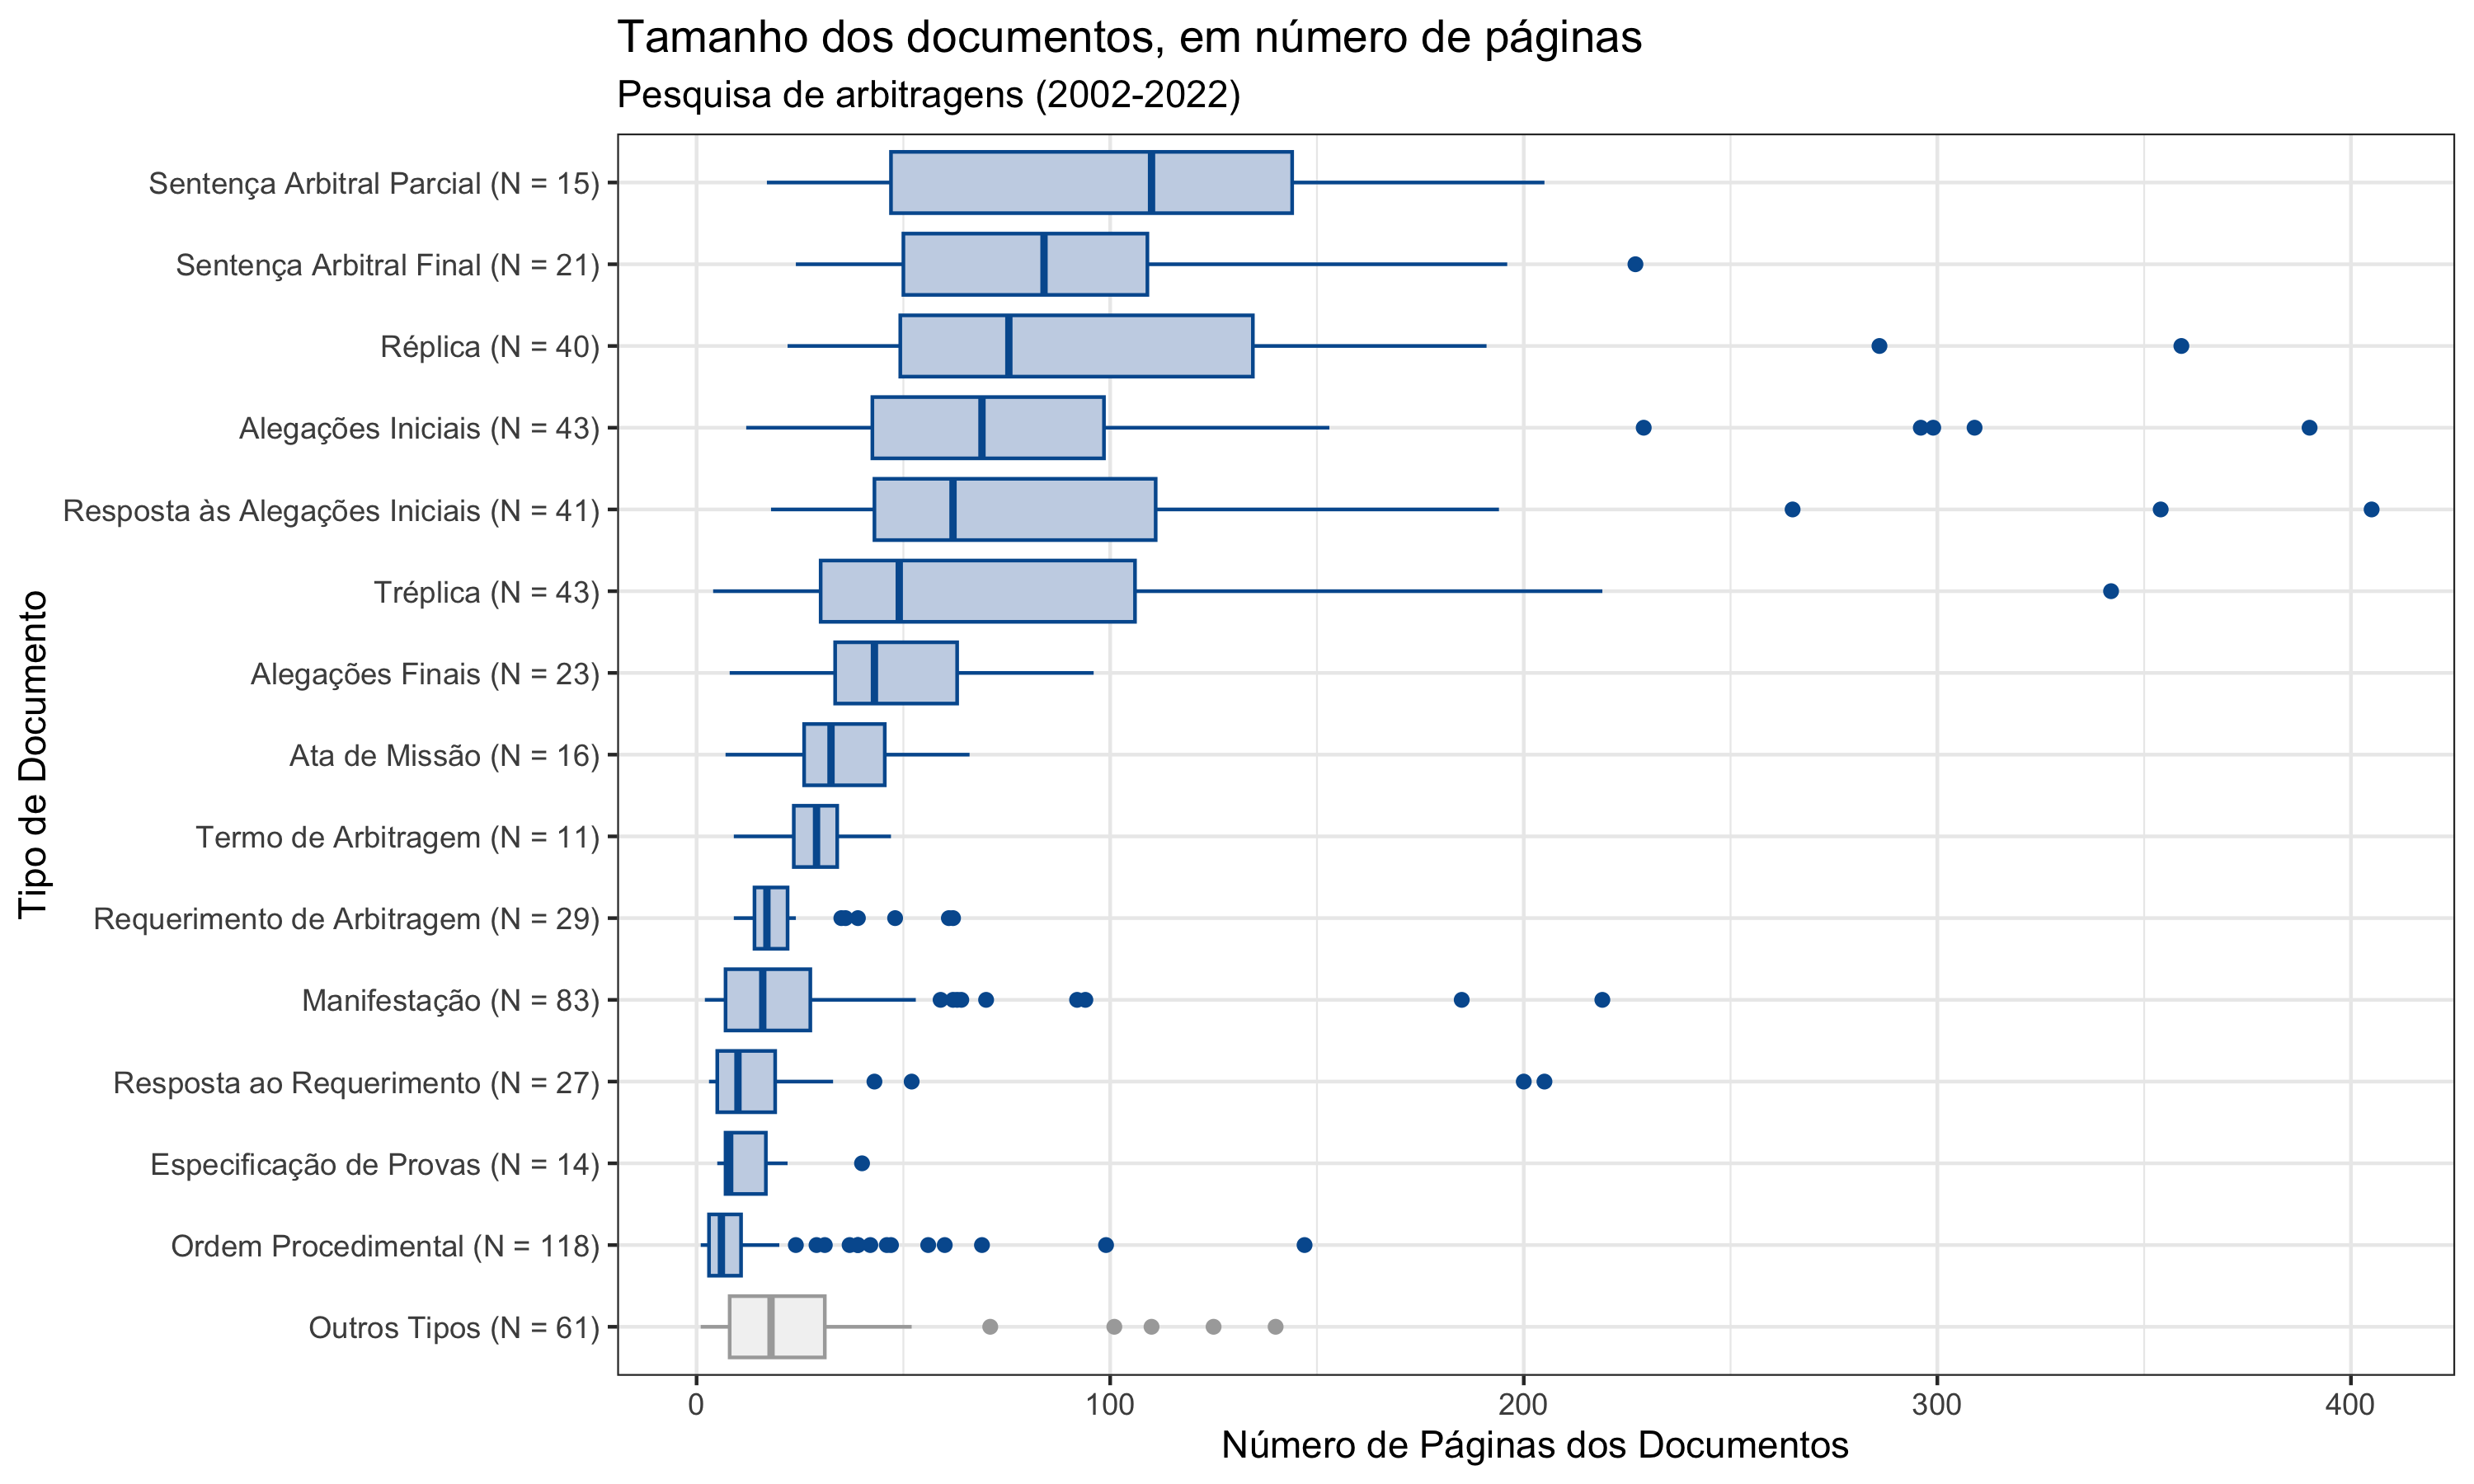 Tamanho dos documentos, em número de páginas
Pesquisa de arbitragens (2002-2022)
Tipo de Documento
Sentença Arbitral Parcial (N = 15)
Sentença Arbitral Final (N = 21)
Réplica (N = 40)
Alegações Iniciais (N = 43)
Resposta às Alegações Iniciais (N = 41)
Tréplica (N = 43)
Alegações Finais (N = 23)
Ata de Missão (N = 16)
Termo de Arbitragem (N = 11)
Requerimento de Arbitragem (N = 29)
Manifestação (N = 83)
Resposta ao Requerimento (N = 27)
Especificação de Provas (N = 14)
Ordem Procedimental (N = 118)
Outros Tipos (N = 61)
0 100 200 300 400
Número de Páginas dos Documentos